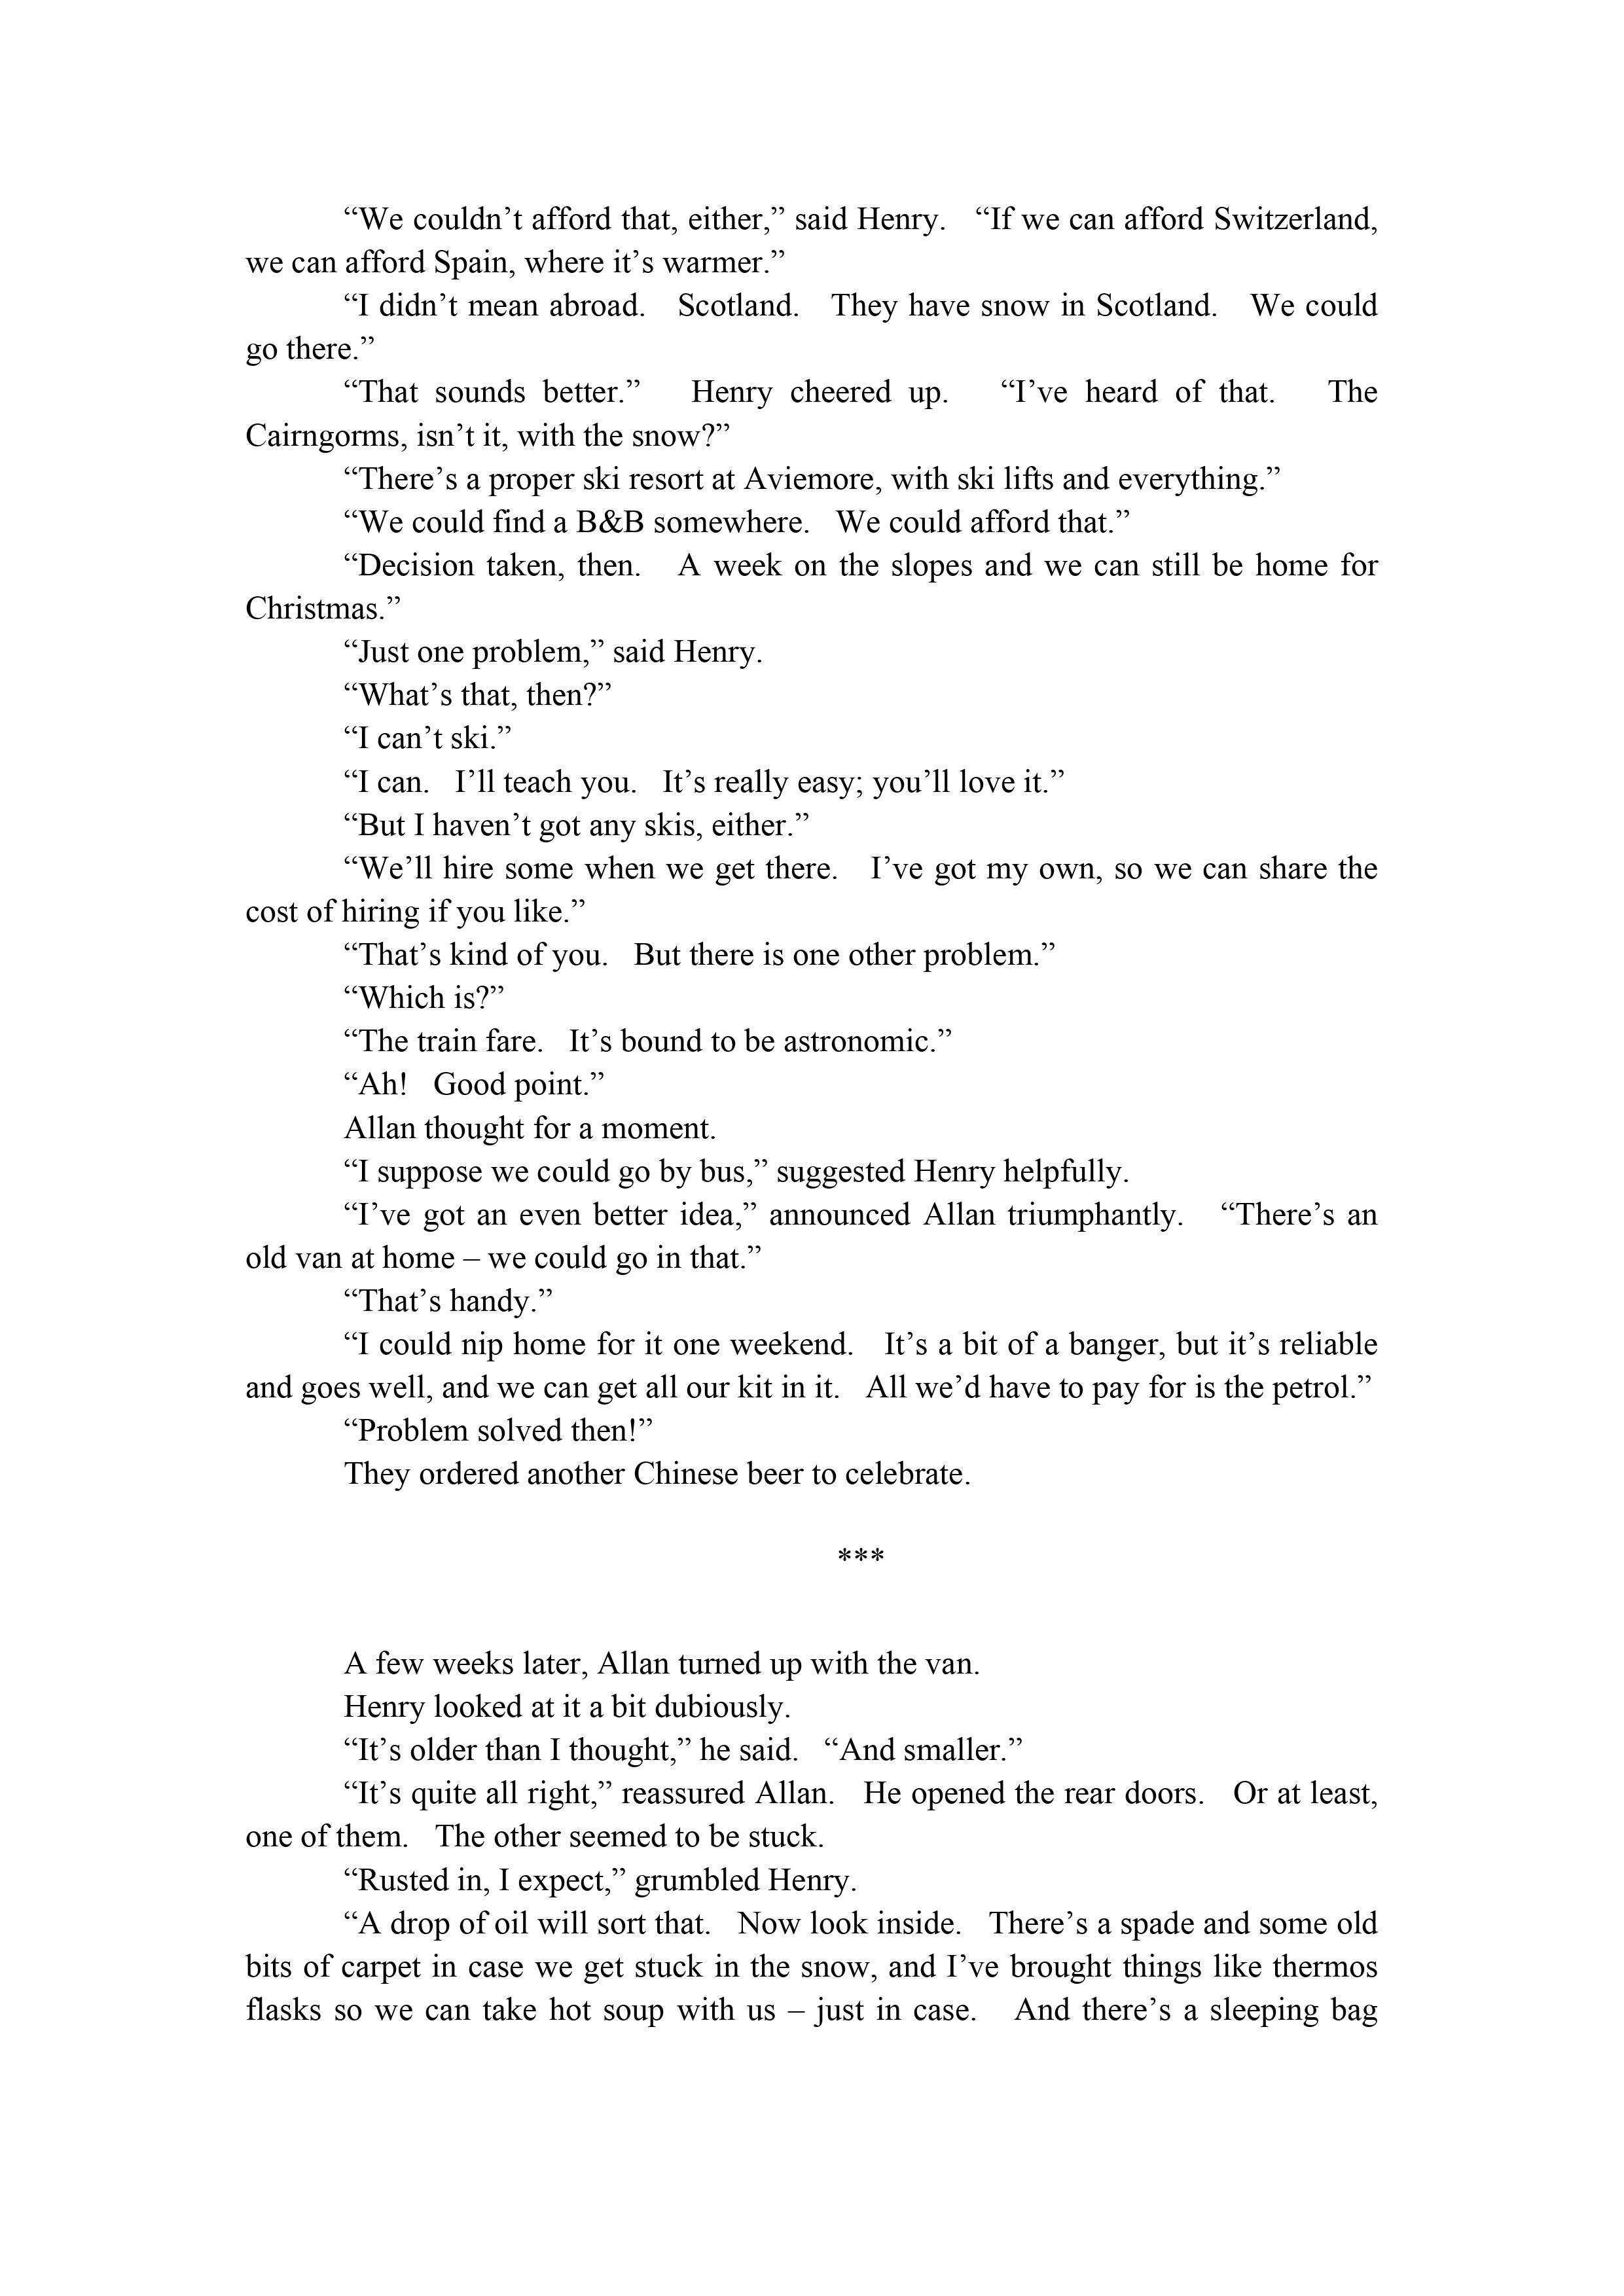 “We couldn’t afford that, either,” said Henry.   “If we can afford Switzerland,
we can afford Spain, where it’s warmer.”
“I didn’t mean abroad.   Scotland.   They have snow in Scotland.   We could
go there.”
“That sounds better.”   Henry cheered up.   “I’ve heard of that.   The
Cairngorms, isn’t it, with the snow?”
“There’s a proper ski resort at Aviemore, with ski lifts and everything.”
“We could find a B&B somewhere.   We could afford that.”
“Decision taken, then.   A week on the slopes and we can still be home for
Christmas.”
“Just one problem,” said Henry.
“What’s that, then?”
“I can’t ski.”
“I can.   I’ll teach you.   It’s really easy; you’ll love it.”
“But I haven’t got any skis, either.”
“We’ll hire some when we get there.   I’ve got my own, so we can share the
cost of hiring if you like.”
“That’s kind of you.   But there is one other problem.”
“Which is?”
“The train fare.   It’s bound to be astronomic.”
“Ah!   Good point.”
Allan thought for a moment.
“I suppose we could go by bus,” suggested Henry helpfully.
“I’ve got an even better idea,” announced Allan triumphantly.   “There’s an
old van at home – we could go in that.”
“That’s handy.”
“I could nip home for it one weekend.   It’s a bit of a banger, but it’s reliable
and goes well, and we can get all our kit in it.   All we’d have to pay for is the petrol.”
“Problem solved then!”
They ordered another Chinese beer to celebrate.
***
A few weeks later, Allan turned up with the van.
Henry looked at it a bit dubiously.
“It’s older than I thought,” he said.   “And smaller.”
“It’s quite all right,” reassured Allan.   He opened the rear doors.   Or at least,
one of them.   The other seemed to be stuck.
“Rusted in, I expect,” grumbled Henry.
“A drop of oil will sort that.   Now look inside.   There’s a spade and some old
bits of carpet in case we get stuck in the snow, and I’ve brought things like thermos
flasks so we can take hot soup with us – just in case.   And there’s a sleeping bag